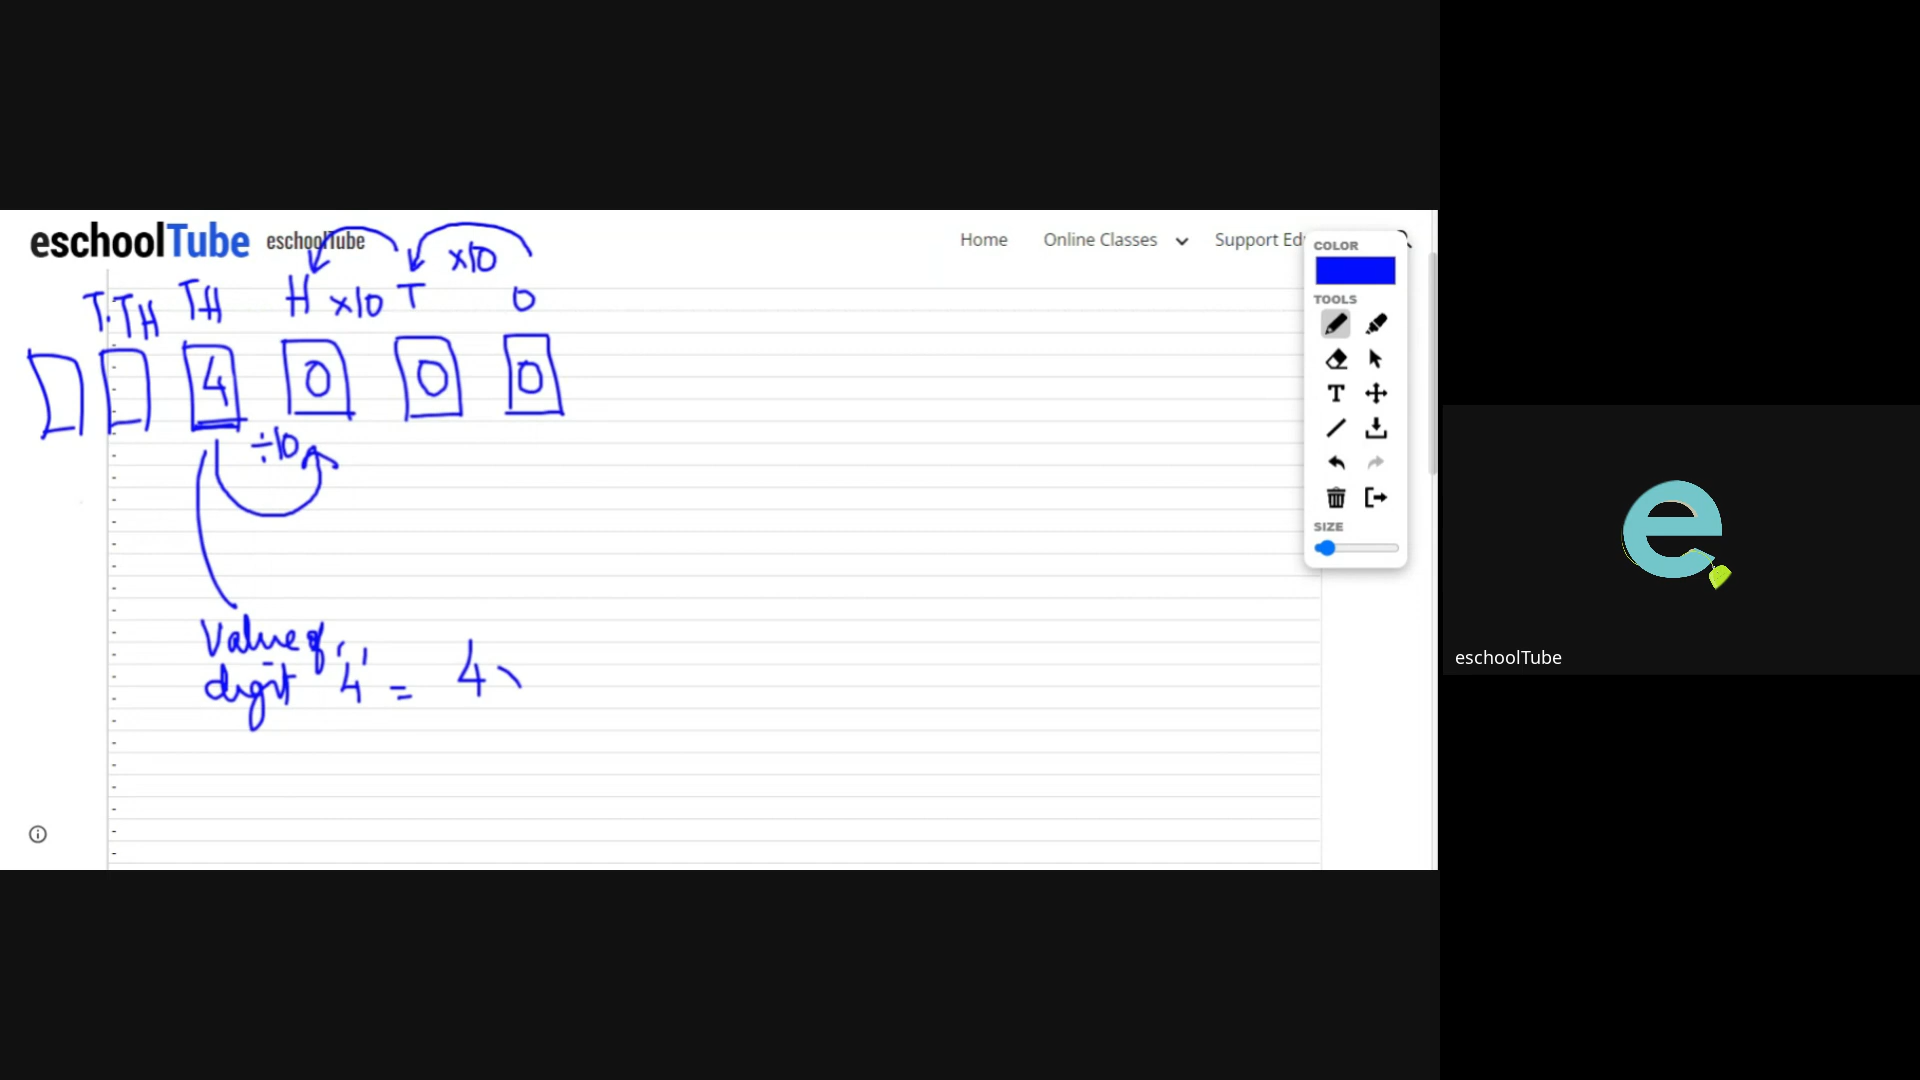 eschoolTube eschoolTube Home Online Classes Support Ed
COLOR
x10
T.TH TH H x10 T O
TOOLS
4 0 0 0
T
÷10
SIZE
Value of
digit '4' = 4
eschoolTube